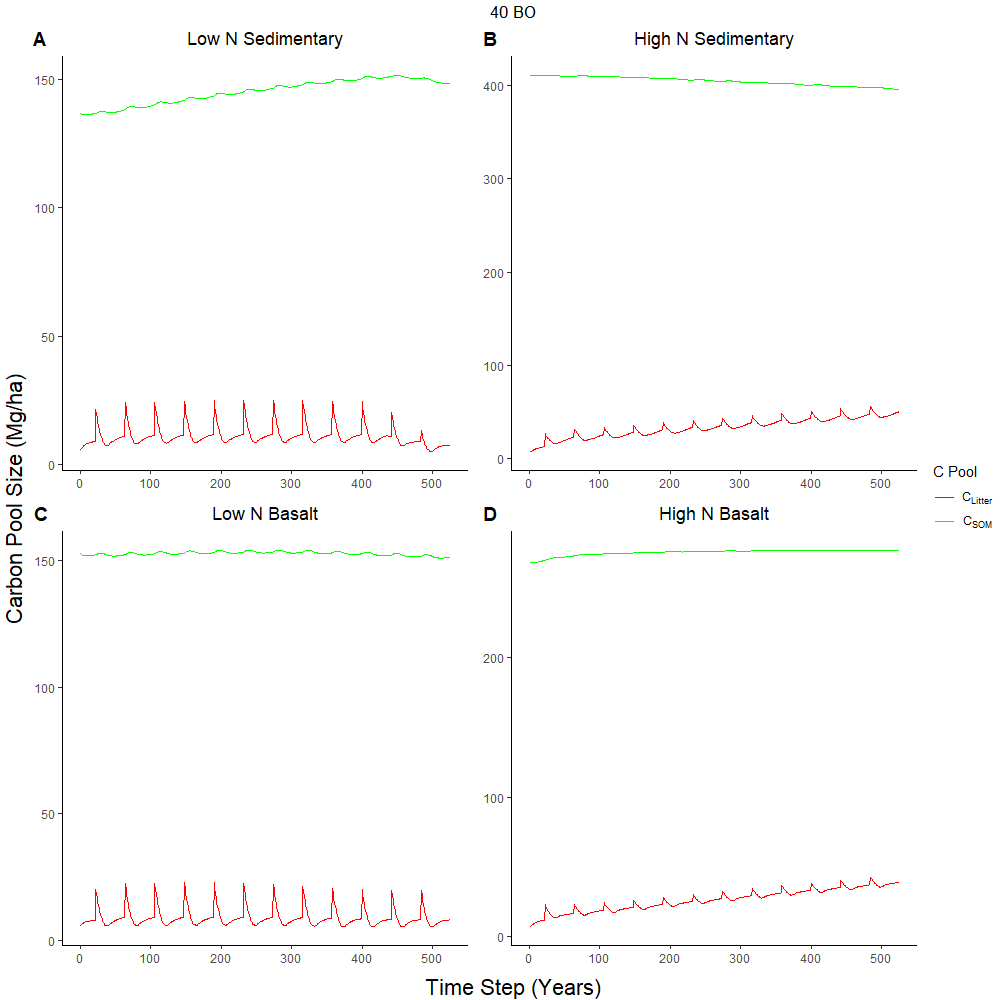 40 BO
A
Low N Sedimentary
B
High N Sedimentary
150
100
50
0
0 100 200 300 400 500
400
300
200
100
0
0 100 200 300 400 500
C
Low N Basalt
D
High N Basalt
150
100
50
0
0 100 200 300 400 500
200
100
0
0 100 200 300 400 500
Carbon Pool Size (Mg/ha)
Time Step (Years)
C Pool
CLitter
CSOM